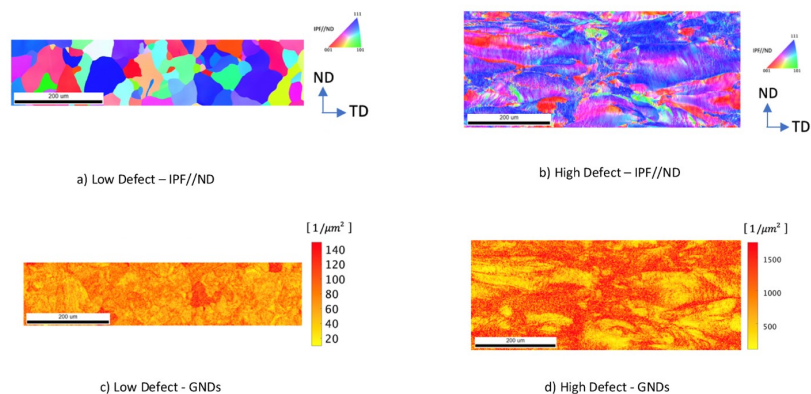 IPF//ND
111
001
101
200 um
ND
TD
a) Low Defect – IPF//ND
111
IPF//ND
001
101
200 um
ND
TD
b) High Defect – IPF//ND
[ 1/μm² ]
140
120
100
80
60
40
20
200 um
c) Low Defect - GNDs
[ 1/μm² ]
1500
1000
500
200 um
d) High Defect - GNDs